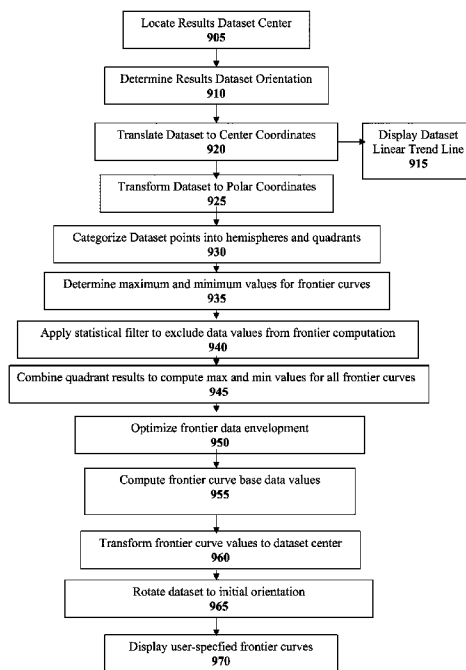 Locate Results Dataset Center
905
Determine Results Dataset Orientation
910
Translate Dataset to Center Coordinates
920
Display Dataset
Linear Trend Line
915
Transform Dataset to Polar Coordinates
925
Categorize Dataset points into hemispheres and quadrants
930
Determine maximum and minimum values for frontier curves
935
Apply statistical filter to exclude data values from frontier computation
940
Combine quadrant results to compute max and min values for all frontier curves
945
Optimize frontier data envelopment
950
Compute frontier curve base data values
955
Transform frontier curve values to dataset center
960
Rotate dataset to initial orientation
965
Display user-specfied frontier curves
970